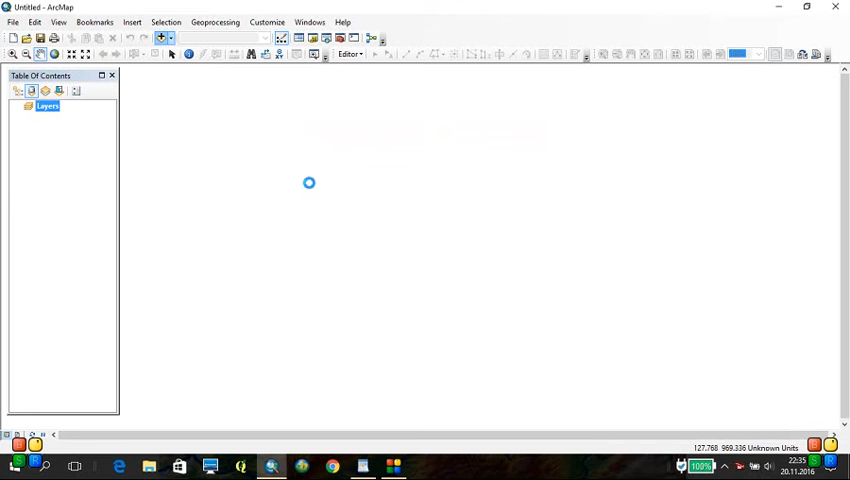 Untitled - ArcMap
File Edit View Bookmarks Insert Selection Geoprocessing Customize Windows Help
Editor
Table Of Contents
Layers
127.768 969.336 Unknown Units
100%
22:35
20.11.2016